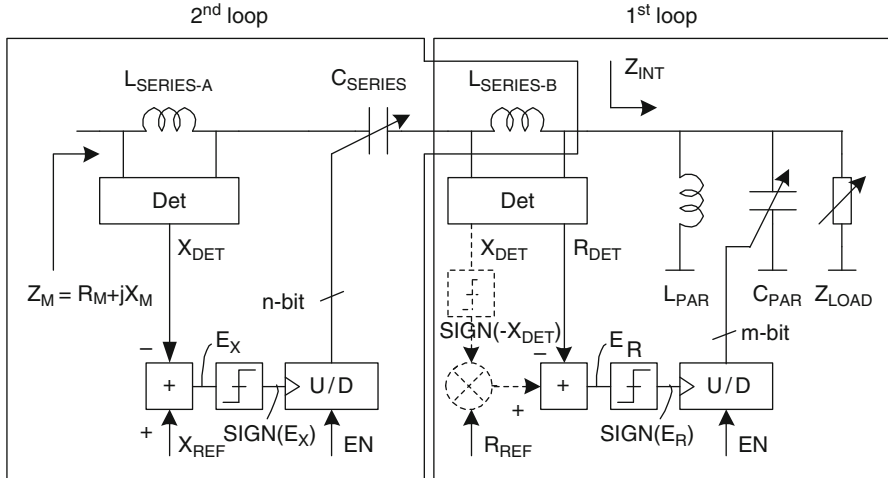 2nd loop
1st loop
LSERIES-A
CSERIES
LSERIES-B
ZINT
Det
Det
XDET
XDET
RDET
ZM = RM+jXM
n-bit
LPAR
CPAR
ZLOAD
SIGN(-XDET)
m-bit
EX
ER
−
−
+
U/D
+
U/D
+
+
XREF
SIGN(EX)
EN
RREF
SIGN(ER)
EN